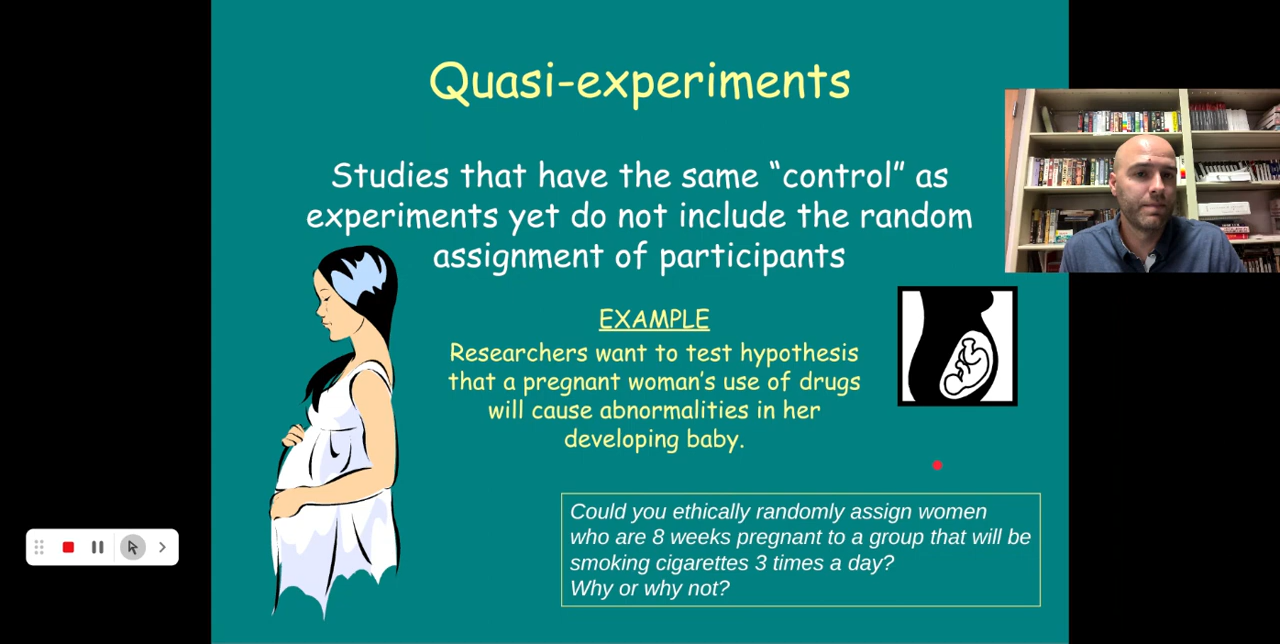 Quasi-experiments
Studies that have the same “control” as
experiments yet do not include the random
assignment of participants
EXAMPLE
Researchers want to test hypothesis
that a pregnant woman’s use of drugs
will cause abnormalities in her
developing baby.
Could you ethically randomly assign women
who are 8 weeks pregnant to a group that will be
smoking cigarettes 3 times a day?
Why or why not?